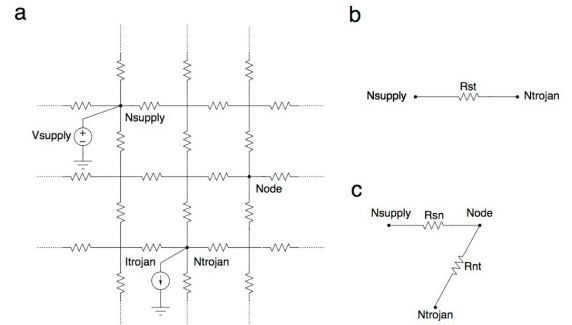 a
Nsupply
Vsupply
Node
Itrojan
Ntrojan
b
Nsupply
Rst
Ntrojan
c
Nsupply
Rsn
Node
Rnt
Ntrojan